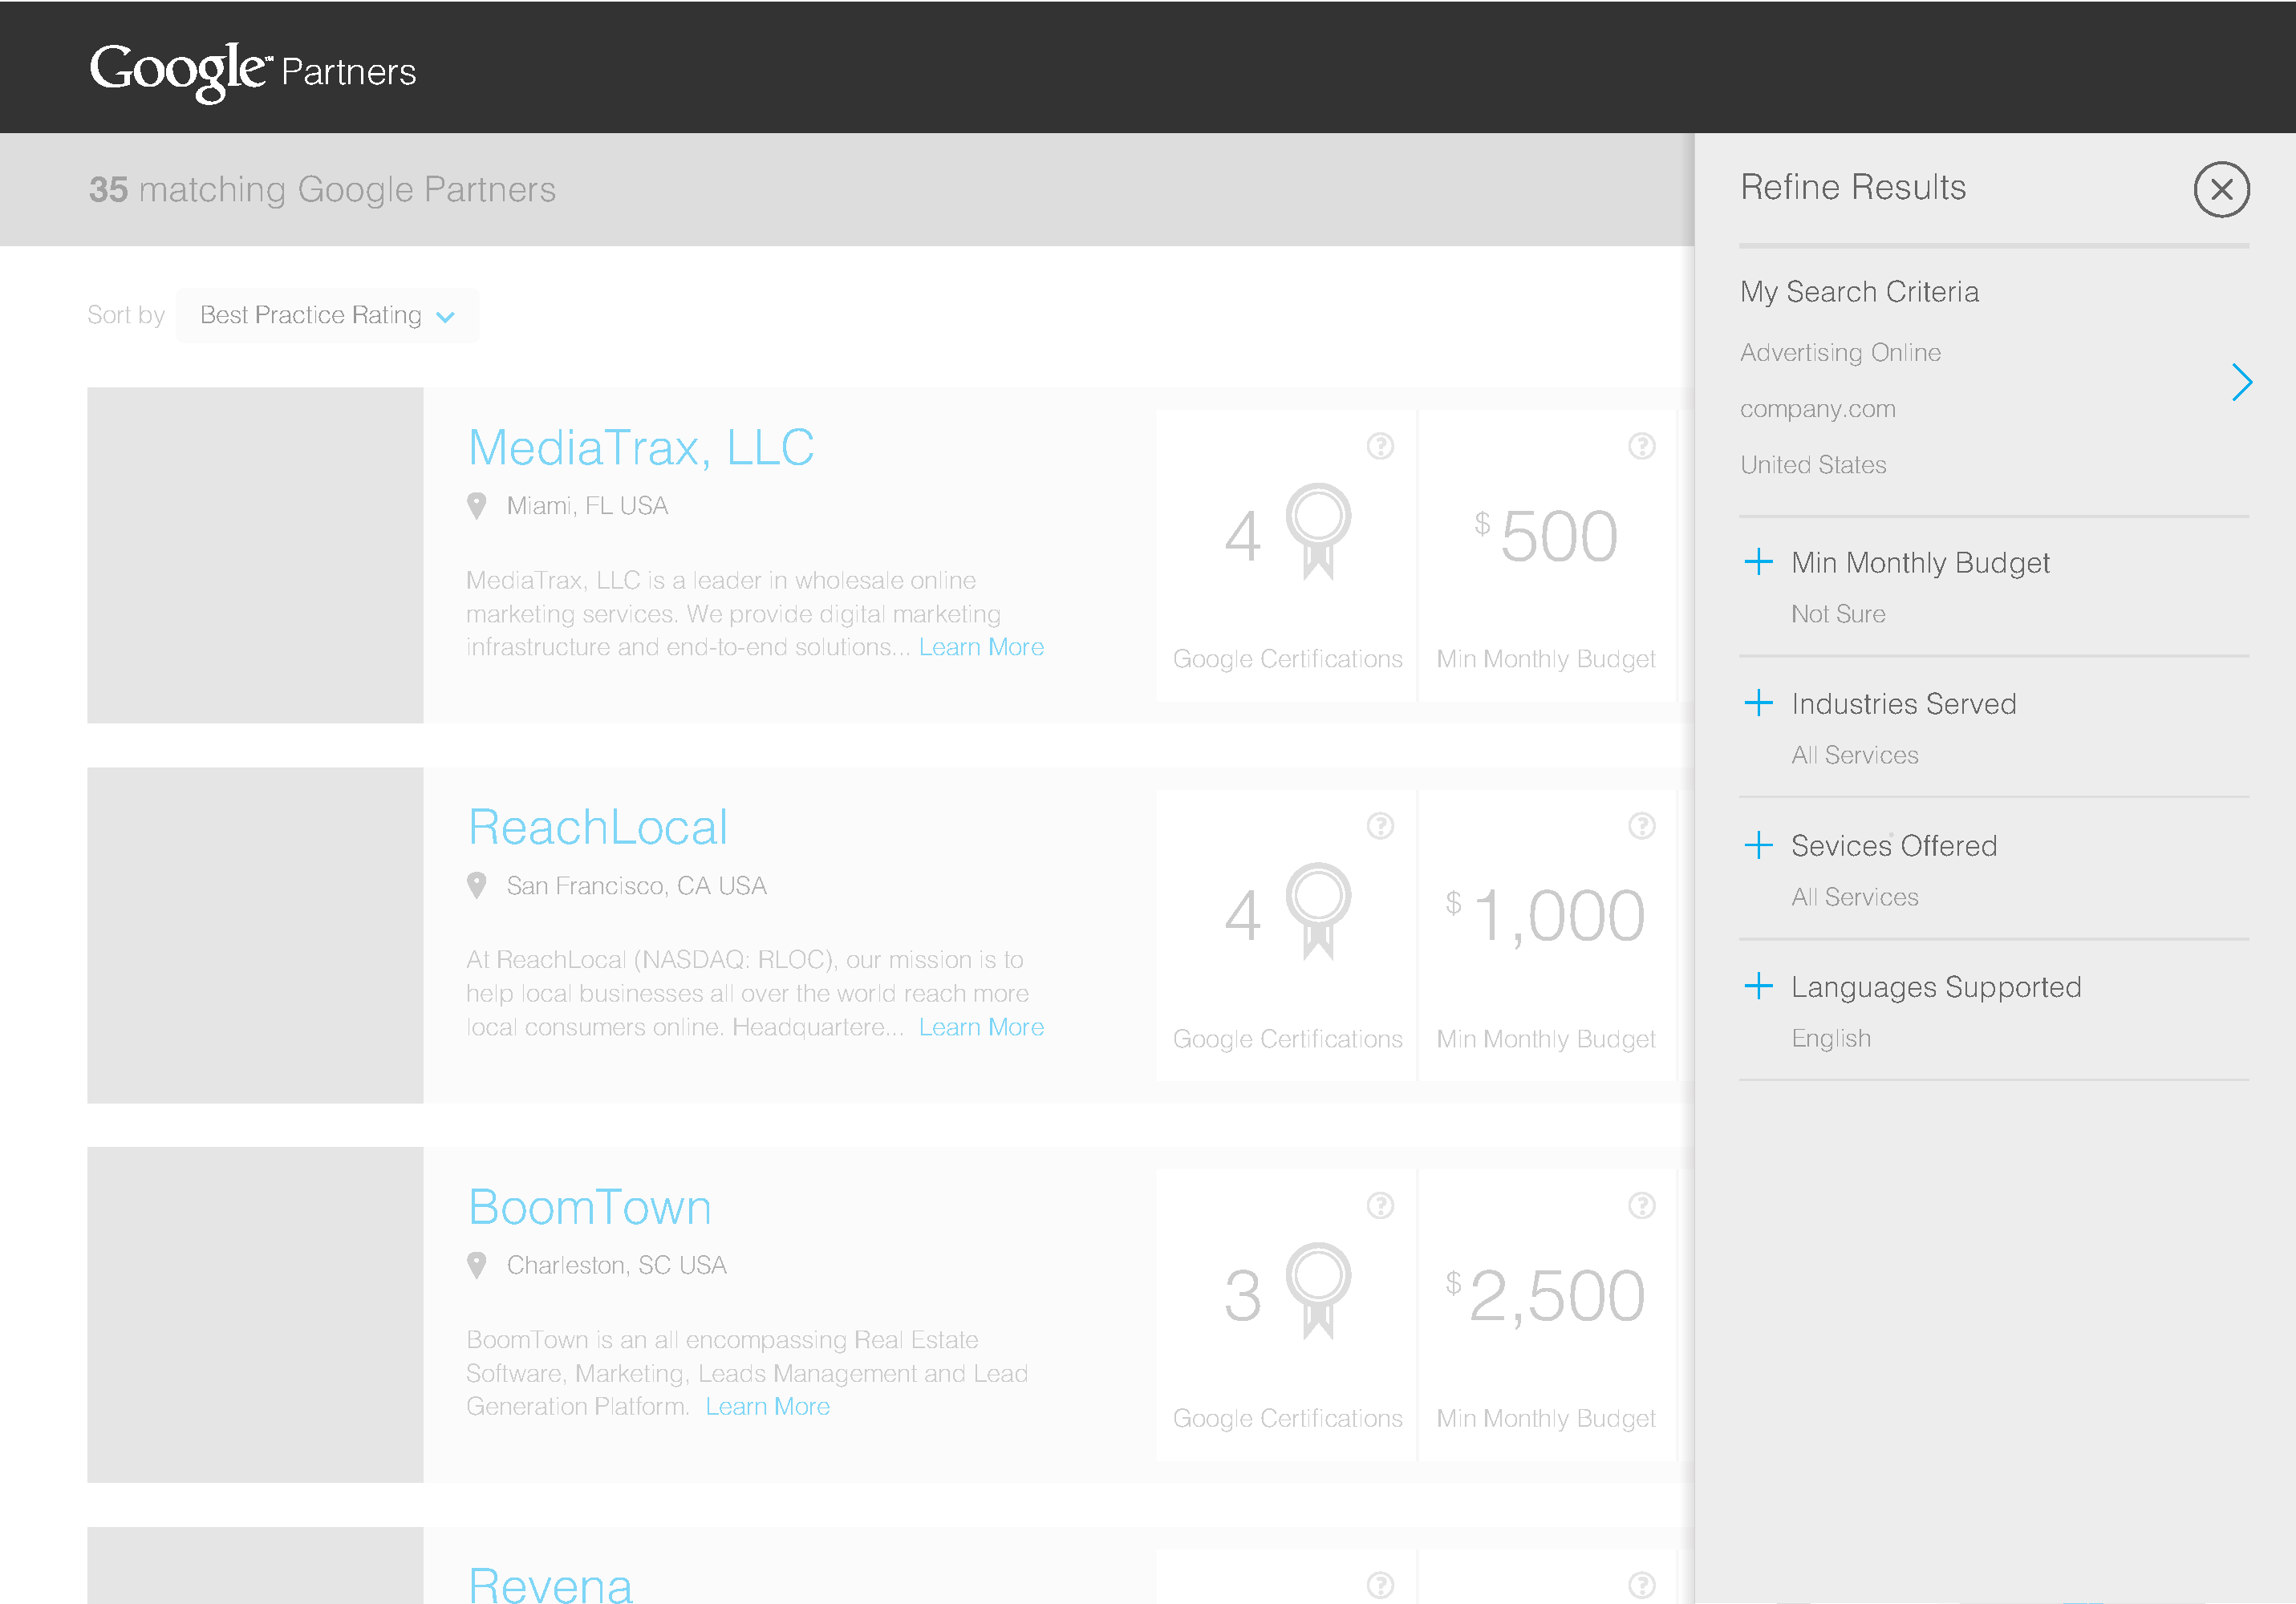 Google™ Partners
35 matching Google Partners
Sort by Best Practice Rating
MediaTrax, LLC
Miami, FL USA
MediaTrax, LLC is a leader in wholesale online
marketing services. We provide digital marketing
infrastructure and end-to-end solutions... Learn More
?
4
Google Certifications
?
$500
Min Monthly Budget
ReachLocal
San Francisco, CA USA
At ReachLocal (NASDAQ: RLOC), our mission is to
help local businesses all over the world reach more
local consumers online. Headquartere... Learn More
?
4
Google Certifications
?
$1,000
Min Monthly Budget
BoomTown
Charleston, SC USA
BoomTown is an all encompassing Real Estate
Software, Marketing, Leads Management and Lead
Generation Platform. Learn More
?
3
Google Certifications
?
$2,500
Min Monthly Budget
Revena
?
?
Refine Results
My Search Criteria
Advertising Online
company.com
United States
Min Monthly Budget
Not Sure
Industries Served
All Services
Sevices Offered
All Services
Languages Supported
English